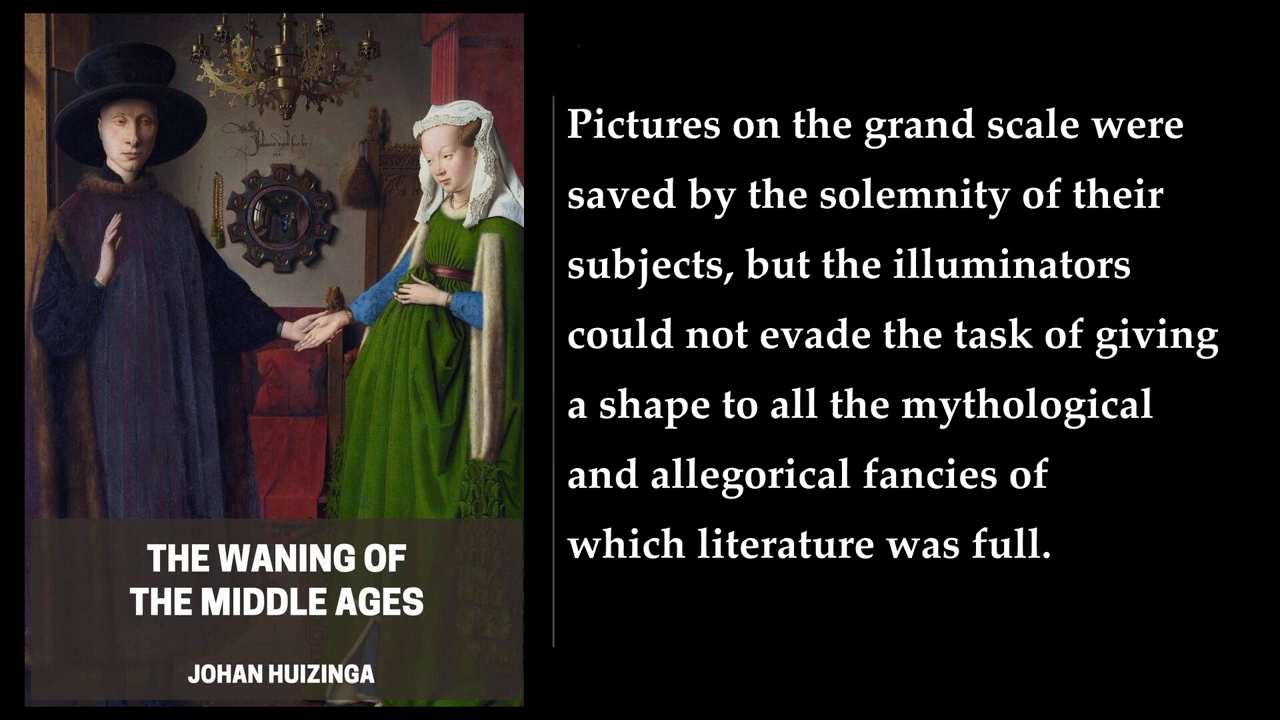 THE WANING OF
THE MIDDLE AGES
JOHAN HUIZINGA
Pictures on the grand scale were
saved by the solemnity of their
subjects, but the illuminators
could not evade the task of giving
a shape to all the mythological
and allegorical fancies of
which literature was full.